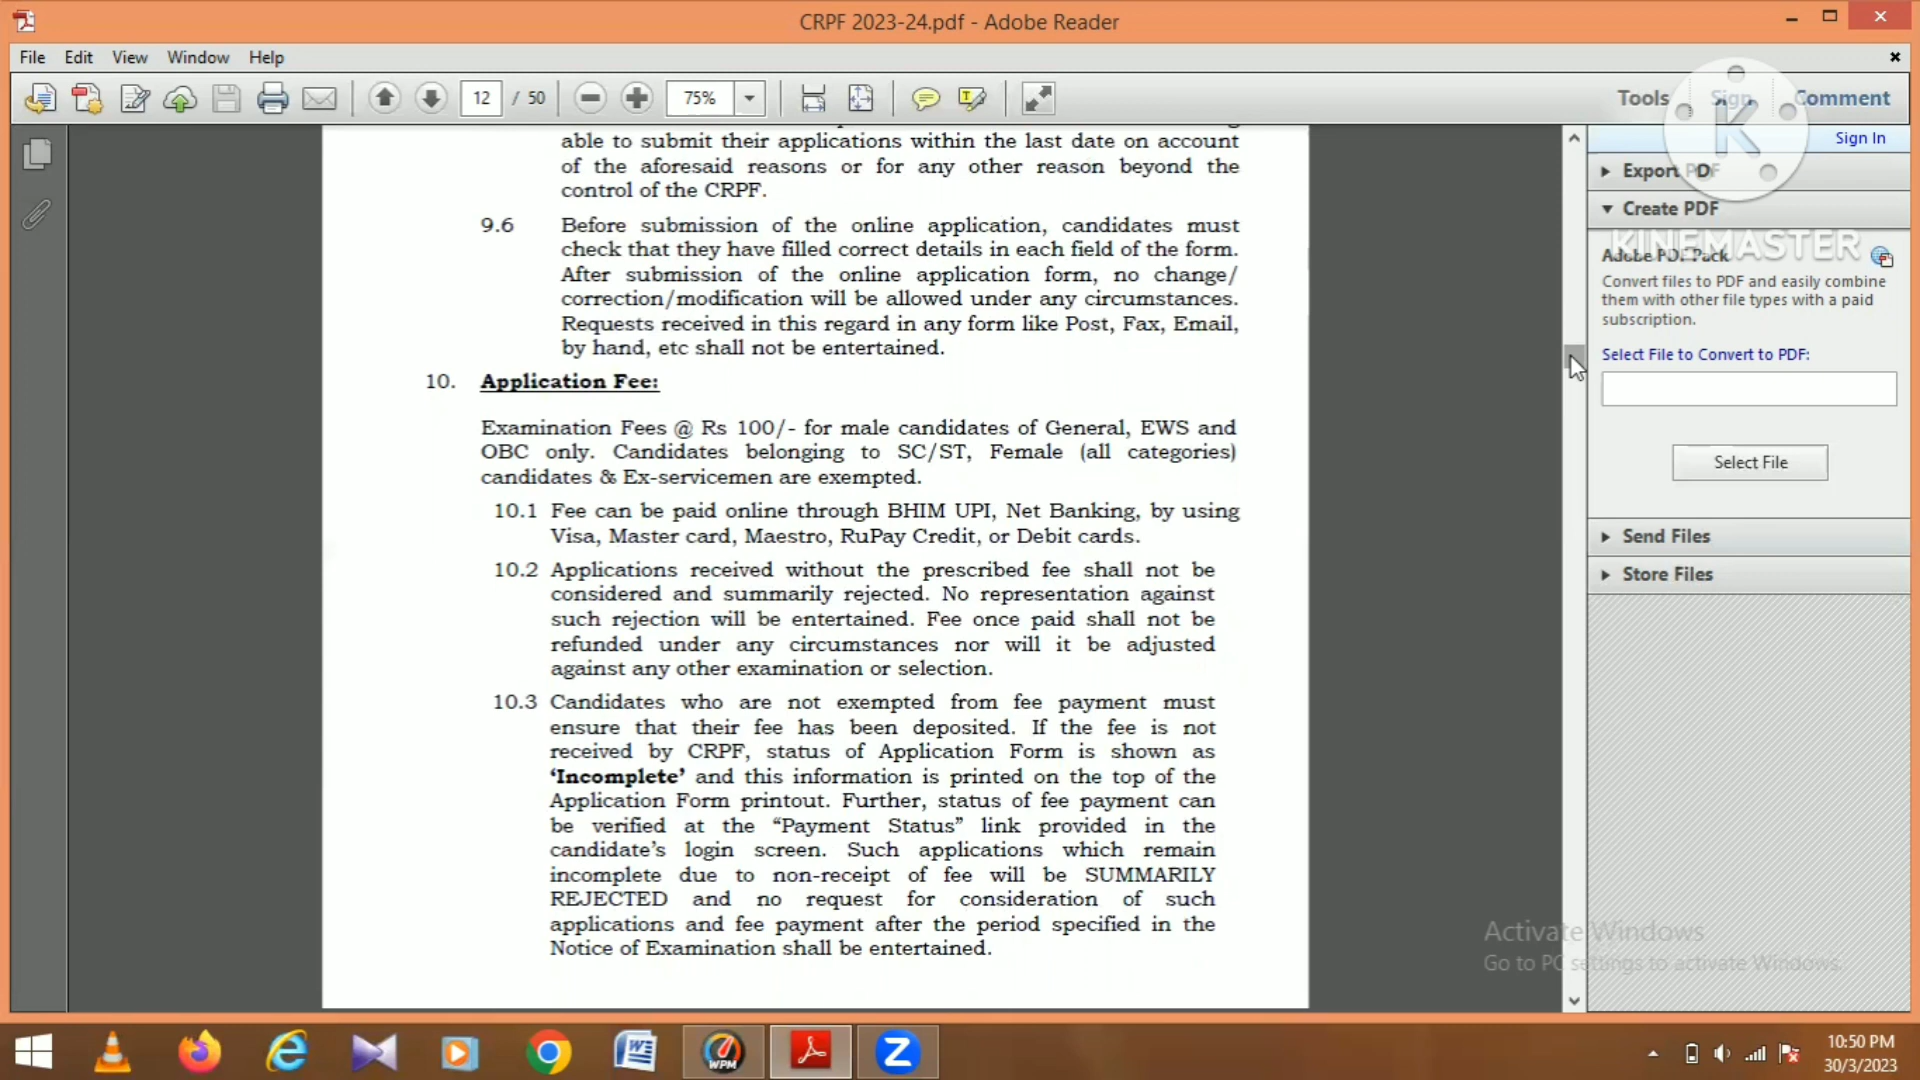 CRPF 2023-24.pdf - Adobe Reader
File Edit View Window Help
12 / 50 75% Tools Sign Comment
Sign In
able to submit their applications within the last date on account
of the aforesaid reasons or for any other reason beyond the
control of the CRPF.
9.6 Before submission of the online application, candidates must
check that they have filled correct details in each field of the form.
After submission of the online application form, no change/
correction/modification will be allowed under any circumstances.
Requests received in this regard in any form like Post, Fax, Email,
by hand, etc shall not be entertained.
10. Application Fee:
Examination Fees @ Rs 100/- for male candidates of General, EWS and
OBC only. Candidates belonging to SC/ST, Female (all categories)
candidates & Ex-servicemen are exempted.
10.1 Fee can be paid online through BHIM UPI, Net Banking, by using
Visa, Master card, Maestro, RuPay Credit, or Debit cards.
10.2 Applications received without the prescribed fee shall not be
considered and summarily rejected. No representation against
such rejection will be entertained. Fee once paid shall not be
refunded under any circumstances nor will it be adjusted
against any other examination or selection.
10.3 Candidates who are not exempted from fee payment must
ensure that their fee has been deposited. If the fee is not
received by CRPF, status of Application Form is shown as
‘Incomplete’ and this information is printed on the top of the
Application Form printout. Further, status of fee payment can
be verified at the “Payment Status” link provided in the
candidate’s login screen. Such applications which remain
incomplete due to non-receipt of fee will be SUMMARILY
REJECTED and no request for consideration of such
applications and fee payment after the period specified in the
Notice of Examination shall be entertained.
Export PDF
Create PDF
KINEMASTER
Adobe PDF Pack
Convert files to PDF and easily combine
them with other file types with a paid
subscription.
Select File to Convert to PDF:
Select File
Send Files
Store Files
Activate Windows
Go to PC settings to activate Windows.
WPM
10:50 PM
30/3/2023